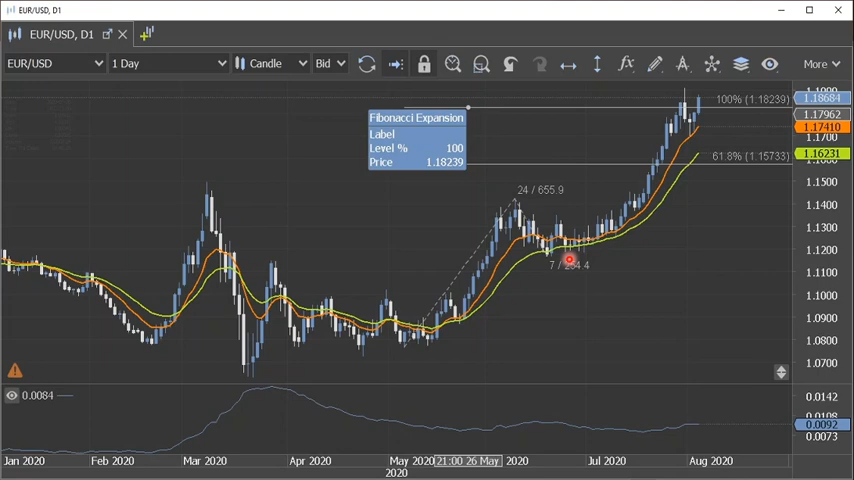 EUR/USD, D1
EUR/USD, D1
EUR/USD
1 Day
Candle
Bid
More
Fibonacci Expansion
Label
Level % 100
Price 1.18239
100% (1.18239)
61.8% (1.15733)
24 / 655.9
1.18684
1.17962
1.17410
1.1700
1.16231
1.1500
1.1400
1.1300
1.1200
1.1100
1.1000
1.0900
1.0800
1.0700
0.0084
0.0142
0.0108
0.0092
0.0073
Jan 2020
Feb 2020
Mar 2020
Apr 2020
May 2020
21:00 26 May
2020
Jul 2020
Aug 2020
2020